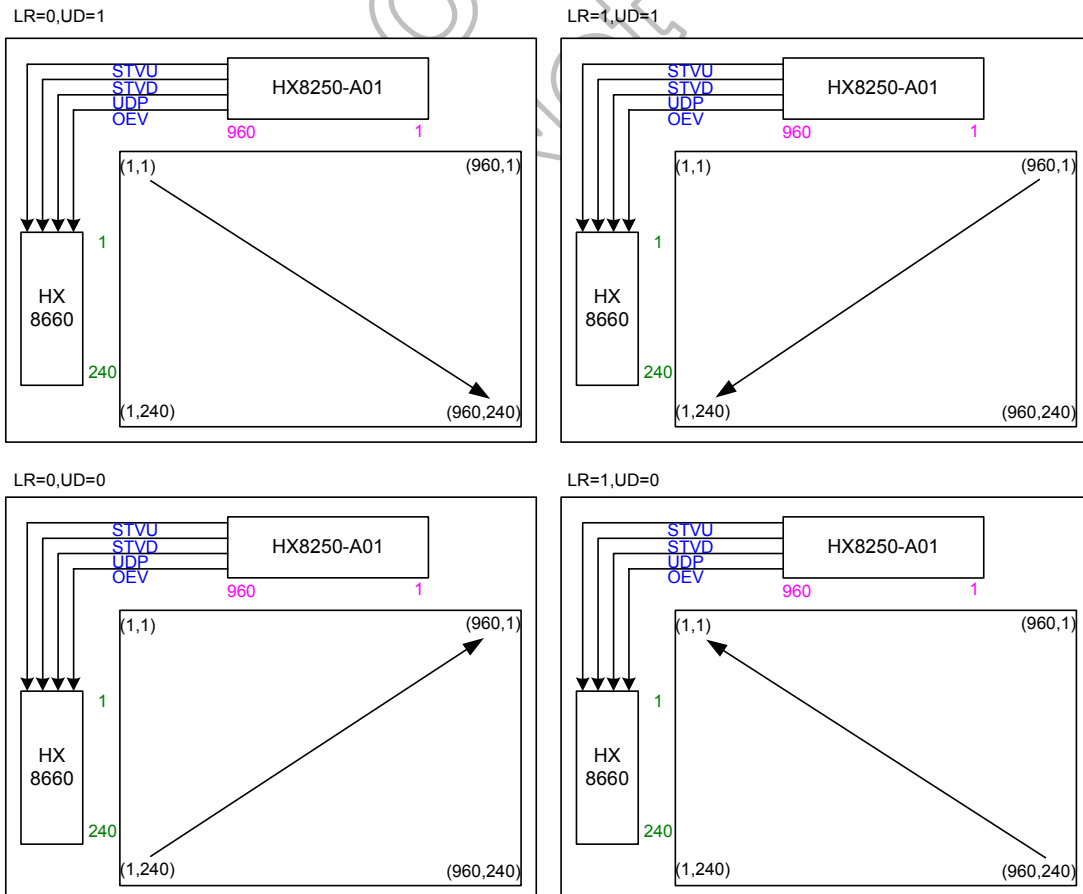 LR=0,UD=1
STVU
STVD
UDP
OEV
HX8250-A01
960
1
(1,1)
(960,1)
1
HX
8660
240
(1,240)
(960,240)
LR=1,UD=1
STVU
STVD
UDP
OEV
HX8250-A01
960
1
(1,1)
(960,1)
1
HX
8660
240
(1,240)
(960,240)
LR=0,UD=0
STVU
STVD
UDP
OEV
HX8250-A01
960
1
(1,1)
(960,1)
1
HX
8660
240
(1,240)
(960,240)
LR=1,UD=0
STVU
STVD
UDP
OEV
HX8250-A01
960
1
(1,1)
(960,1)
1
HX
8660
240
(1,240)
(960,240)